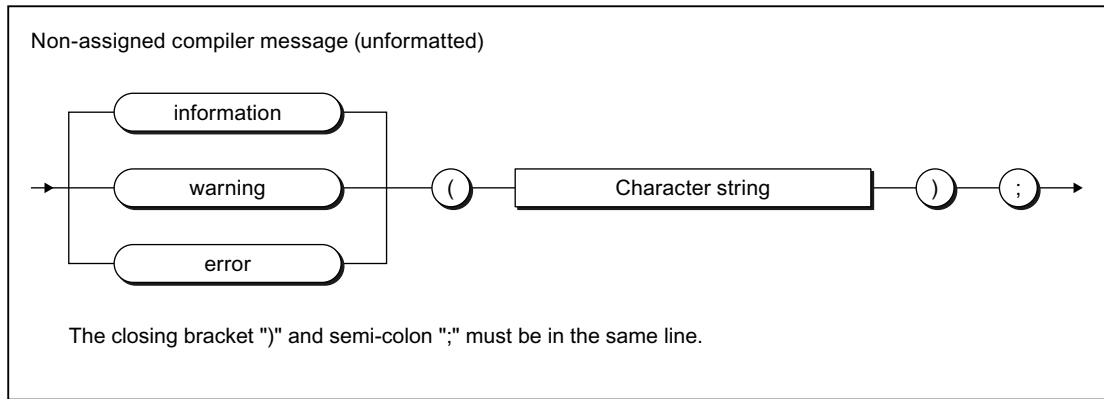 Non-assigned compiler message (unformatted)
information
warning
(
Character string
)
;
error
The closing bracket ")" and semi-colon ";" must be in the same line.